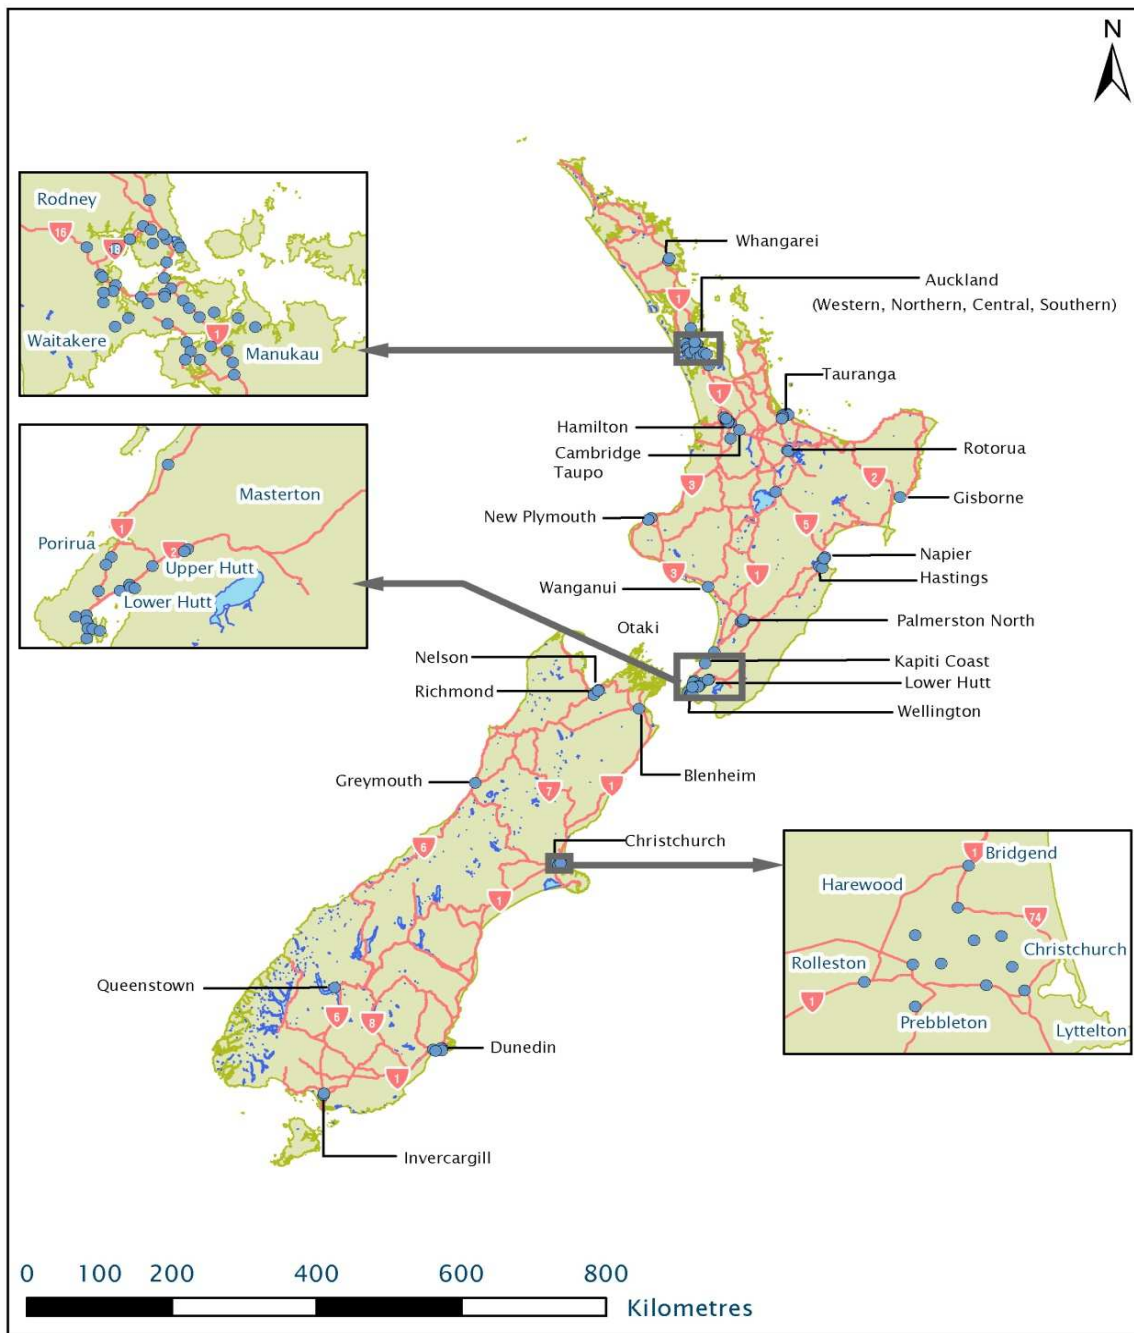 N
Rodney
16
18
Waitakere
1
Manukau
Whangarei
Auckland
(Western, Northern, Central, Southern)
1
1
Tauranga
Hamilton
Cambridge
Taupo
Rotorua
3
2
Gisborne
New Plymouth
5
Napier
Hastings
3
1
Wanganui
Palmerston North
Otaki
Kapiti Coast
Lower Hutt
Wellington
Masterton
1
Porirua
2
Upper Hutt
Lower Hutt
Nelson
Richmond
Blenheim
Greymouth
7
1
Christchurch
6
1
Queenstown
6
8
Dunedin
1
Invercargill
1
Bridgend
Harewood
74
Christchurch
Rolleston
1
Prebbleton
Lyttelton
0 100 200 400 600 800
Kilometres